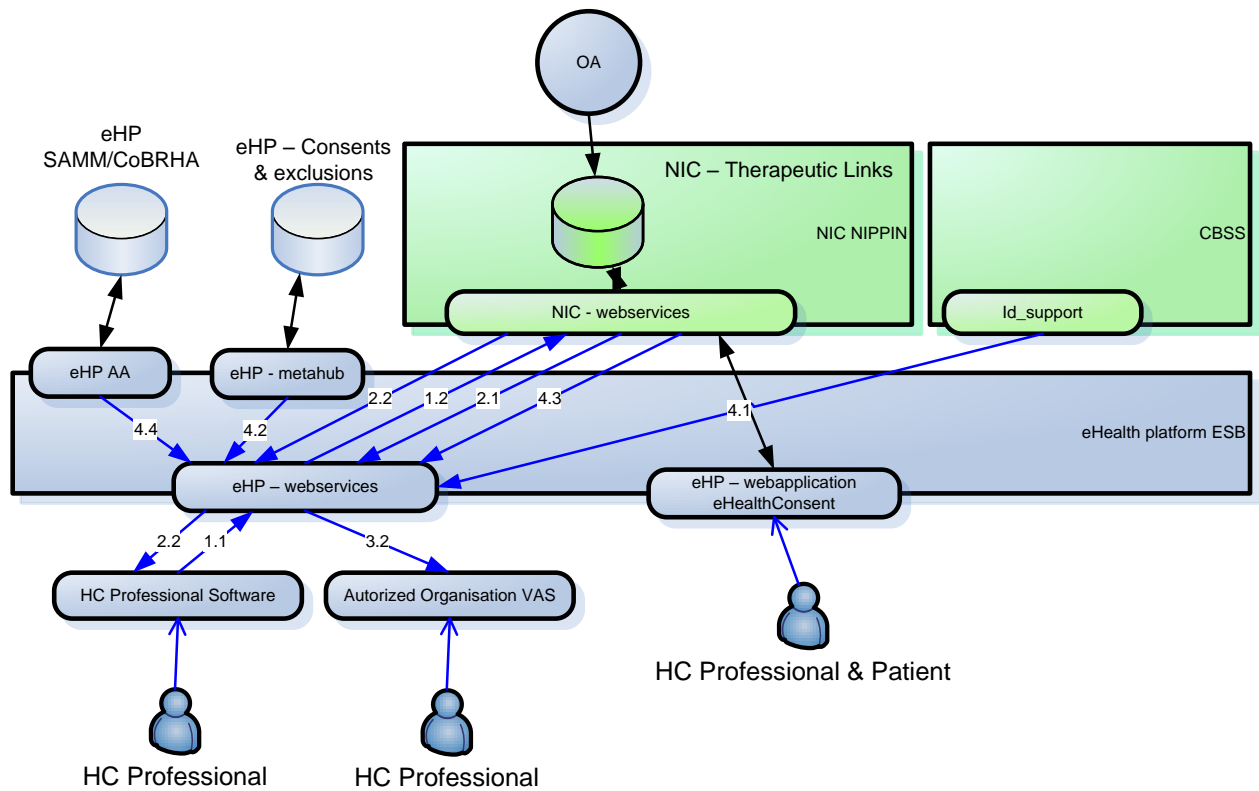 OA
eHP
SAMM/CoBRHA
eHP – Consents
& exclusions
NIC – Therapeutic Links
NIC NIPPIN
CBSS
NIC - webservices
Id_support
eHP AA
eHP - metahub
2.2
1.2
2.1
4.3
4.1
4.4
4.2
eHealth platform ESB
eHP – webservices
eHP – webapplication
eHealthConsent
2.2
1.1
3.2
HC Professional Software
Autorized Organisation VAS
HC Professional & Patient
HC Professional
HC Professional